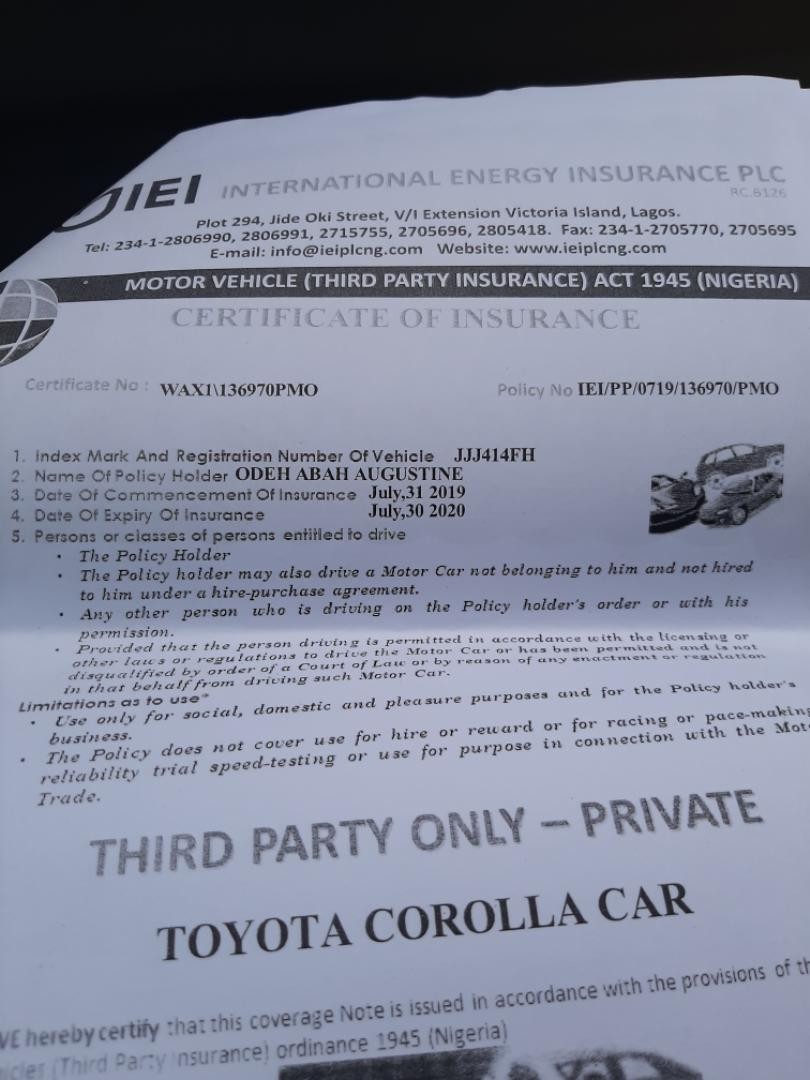 IEI INTERNATIONAL ENERGY INSURANCE PLC
RC.6126
Plot 294, Jide Oki Street, V/I Extension Victoria Island, Lagos.
Tel: 234-1-2806990, 2806991, 2715755, 2705696, 2805418. Fax: 234-1-2705770, 2705695
E-mail: info@ieiplcng.com Website: www.ieiplcng.com
MOTOR VEHICLE (THIRD PARTY INSURANCE) ACT 1945 (NIGERIA)
CERTIFICATE OF INSURANCE
Certificate No : WAX1\136970PMO Policy No IEI/PP/0719/136970/PMO
1. Index Mark And Registration Number Of Vehicle JJJ414FH
2. Name Of Policy Holder ODEH ABAH AUGUSTINE
3. Date Of Commencement Of Insurance July,31 2019
4. Date Of Expiry Of Insurance July,30 2020
5. Persons or classes of persons entitled to drive
• The Policy Holder
• The Policy holder may also drive a Motor Car not belonging to him and not hired
to him under a hire-purchase agreement.
• Any other person who is driving on the Policy holder's order or with his
permission.
• Provided that the person driving is permitted in accordance with the licensing or
other laws or regulations to drive the Motor Car or has been permitted and is not
disqualified by order of a Court of Law or by reason of any enactment or regulation
in that behalf from driving such Motor Car.
Limitations as to use*
• Use only for social, domestic and pleasure purposes and for the Policy holder's
business.
• The Policy does not cover use for hire or reward or for racing or pace-making
reliability trial speed-testing or use for purpose in connection with the Mot
Trade.
THIRD PARTY ONLY – PRIVATE
TOYOTA COROLLA CAR
WE hereby certify that this coverage Note is issued in accordance with the provisions of th
icles (Third Party Insurance) ordinance 1945 (Nigeria)